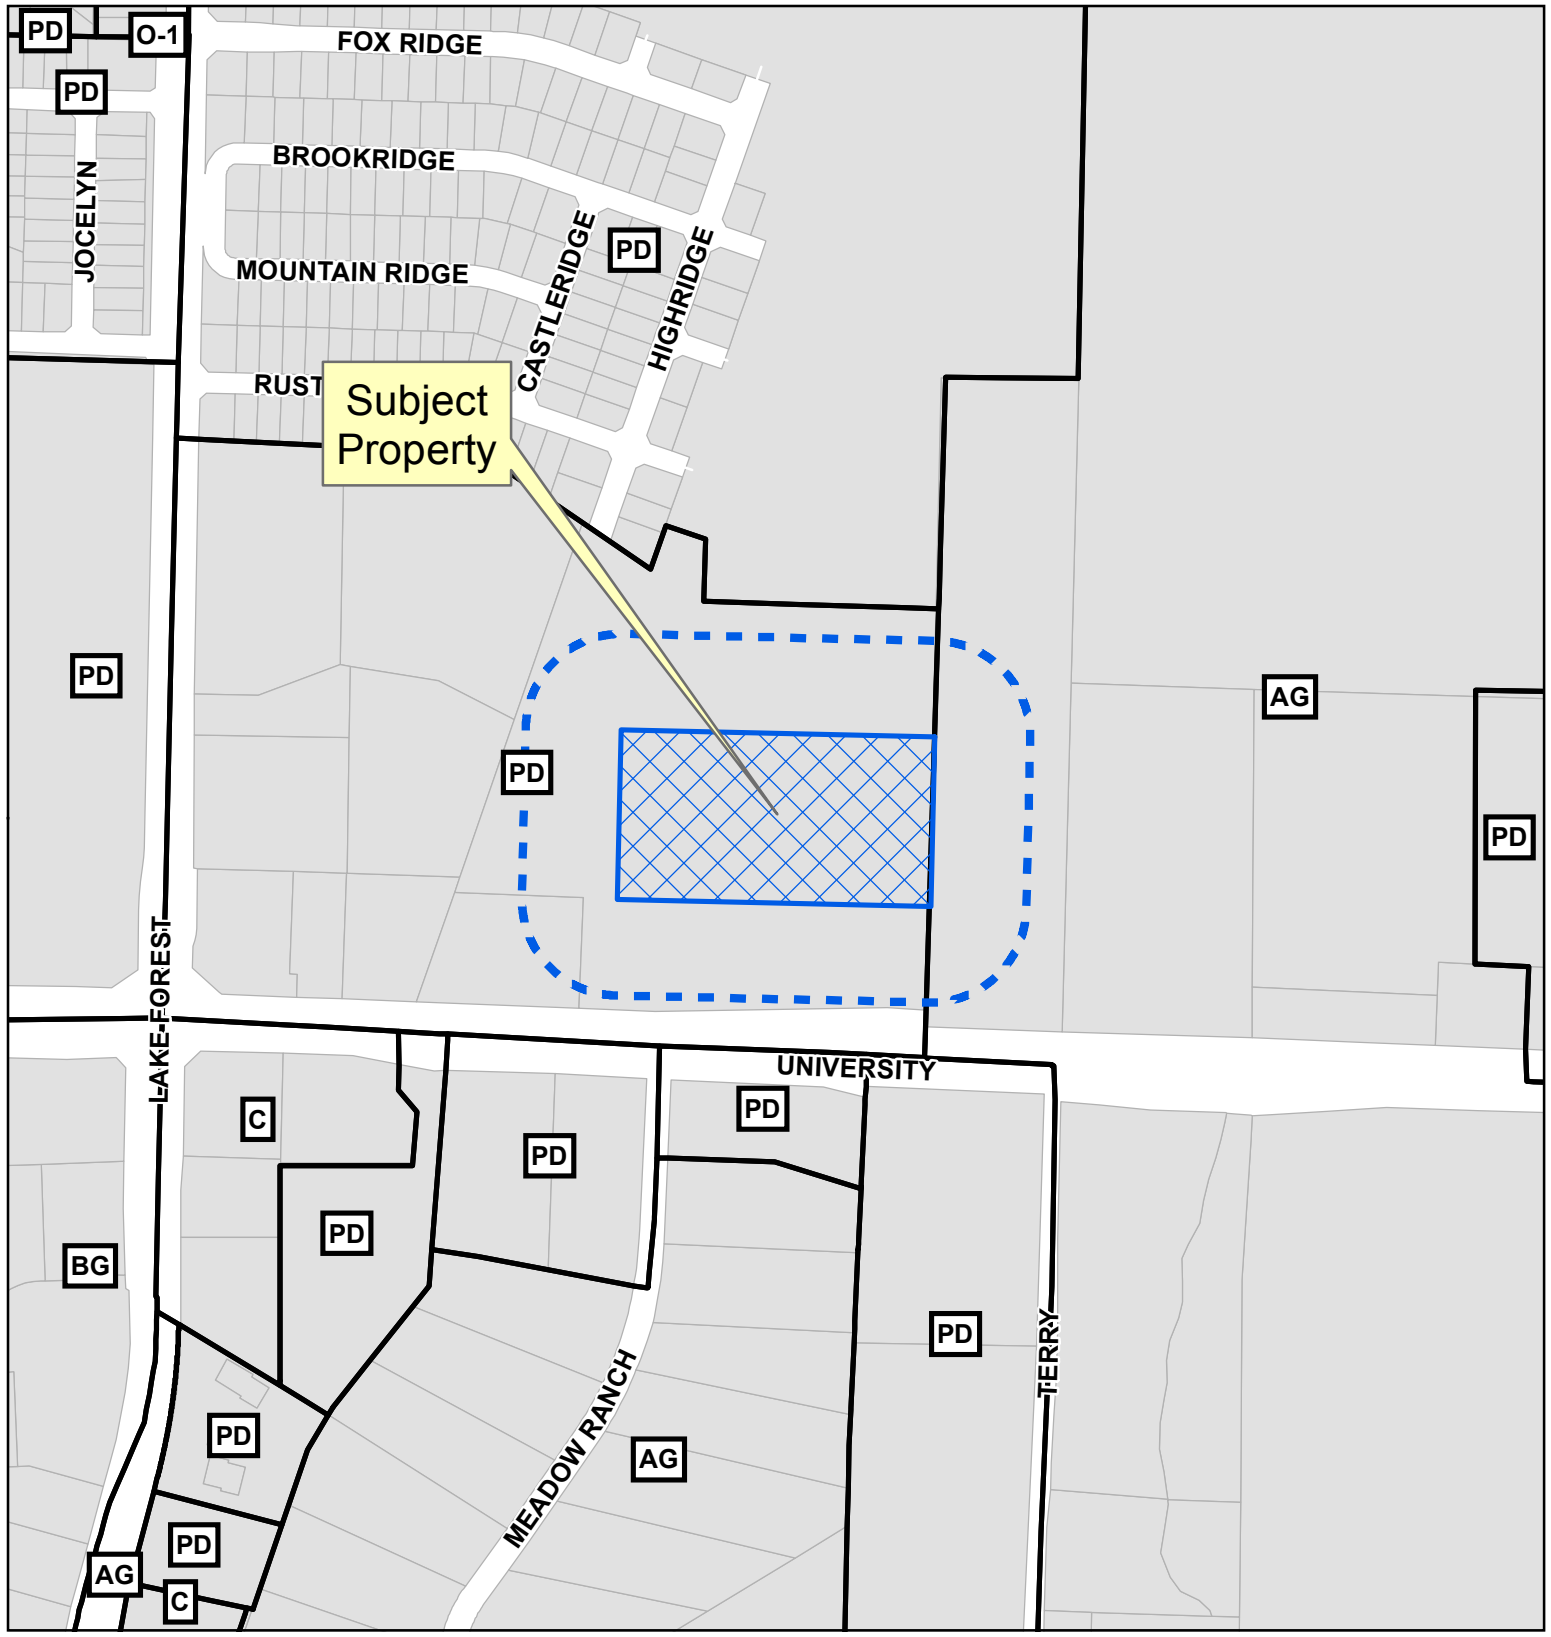 PD
O-1
FOX RIDGE
PD
BROOKRIDGE
JOCELYN
CASTLERIDGE
PD
HIGHRIDGE
MOUNTAIN RIDGE
RUST
Subject
Property
PD
AG
PD
PD
LAKE FOREST
UNIVERSITY
C
PD
PD
PD
BG
PD
TERRY
MEADOW RANCH
PD
AG
PD
AG
C